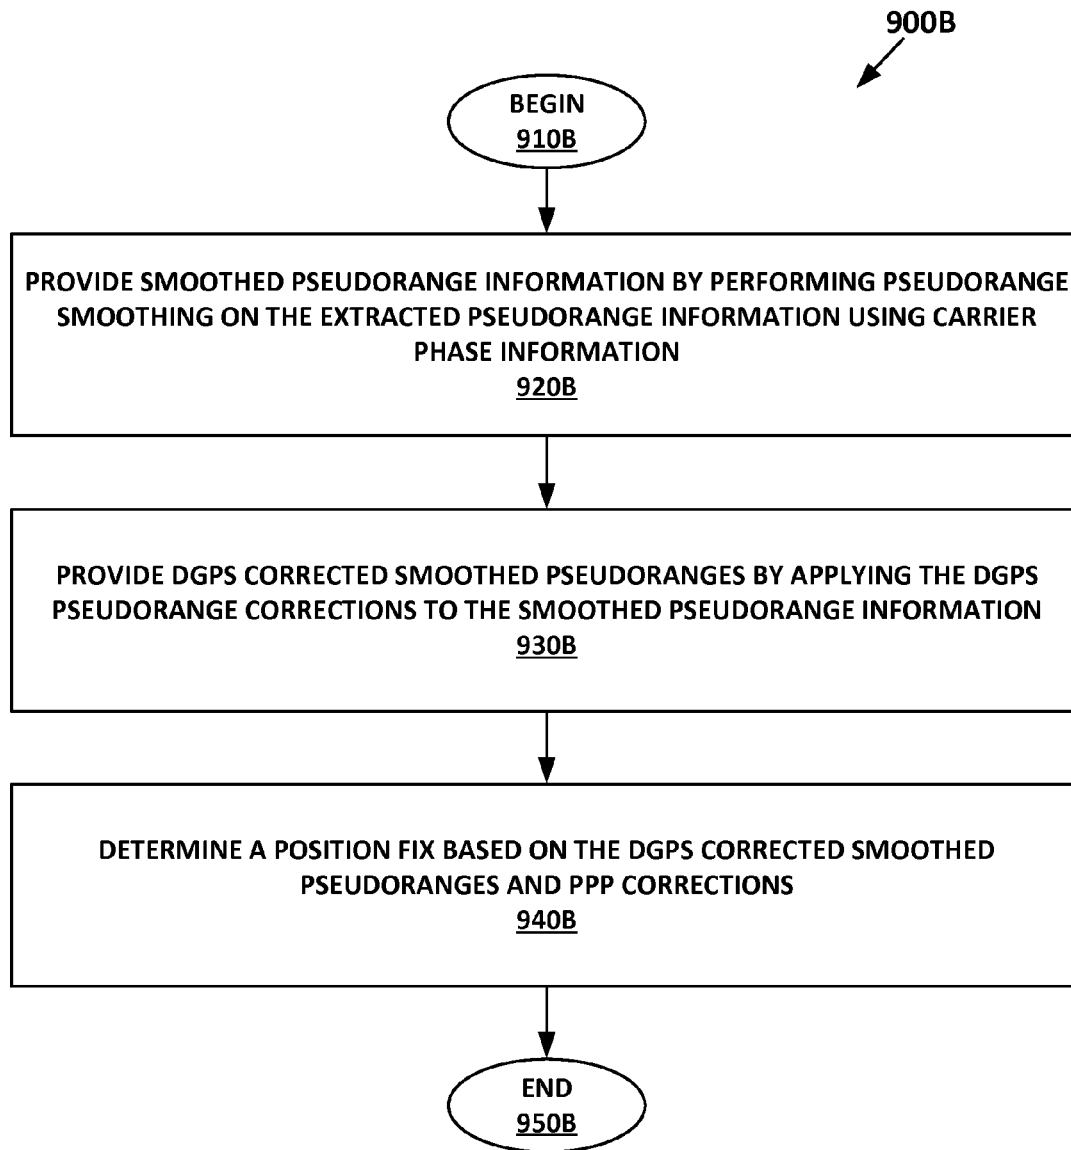 900B
BEGIN
910B
PROVIDE SMOOTHED PSEUDORANGE INFORMATION BY PERFORMING PSEUDORANGE
SMOOTHING ON THE EXTRACTED PSEUDORANGE INFORMATION USING CARRIER
PHASE INFORMATION
920B
PROVIDE DGPS CORRECTED SMOOTHED PSEUDORANGES BY APPLYING THE DGPS
PSEUDORANGE CORRECTIONS TO THE SMOOTHED PSEUDORANGE INFORMATION
930B
DETERMINE A POSITION FIX BASED ON THE DGPS CORRECTED SMOOTHED
PSEUDORANGES AND PPP CORRECTIONS
940B
END
950B